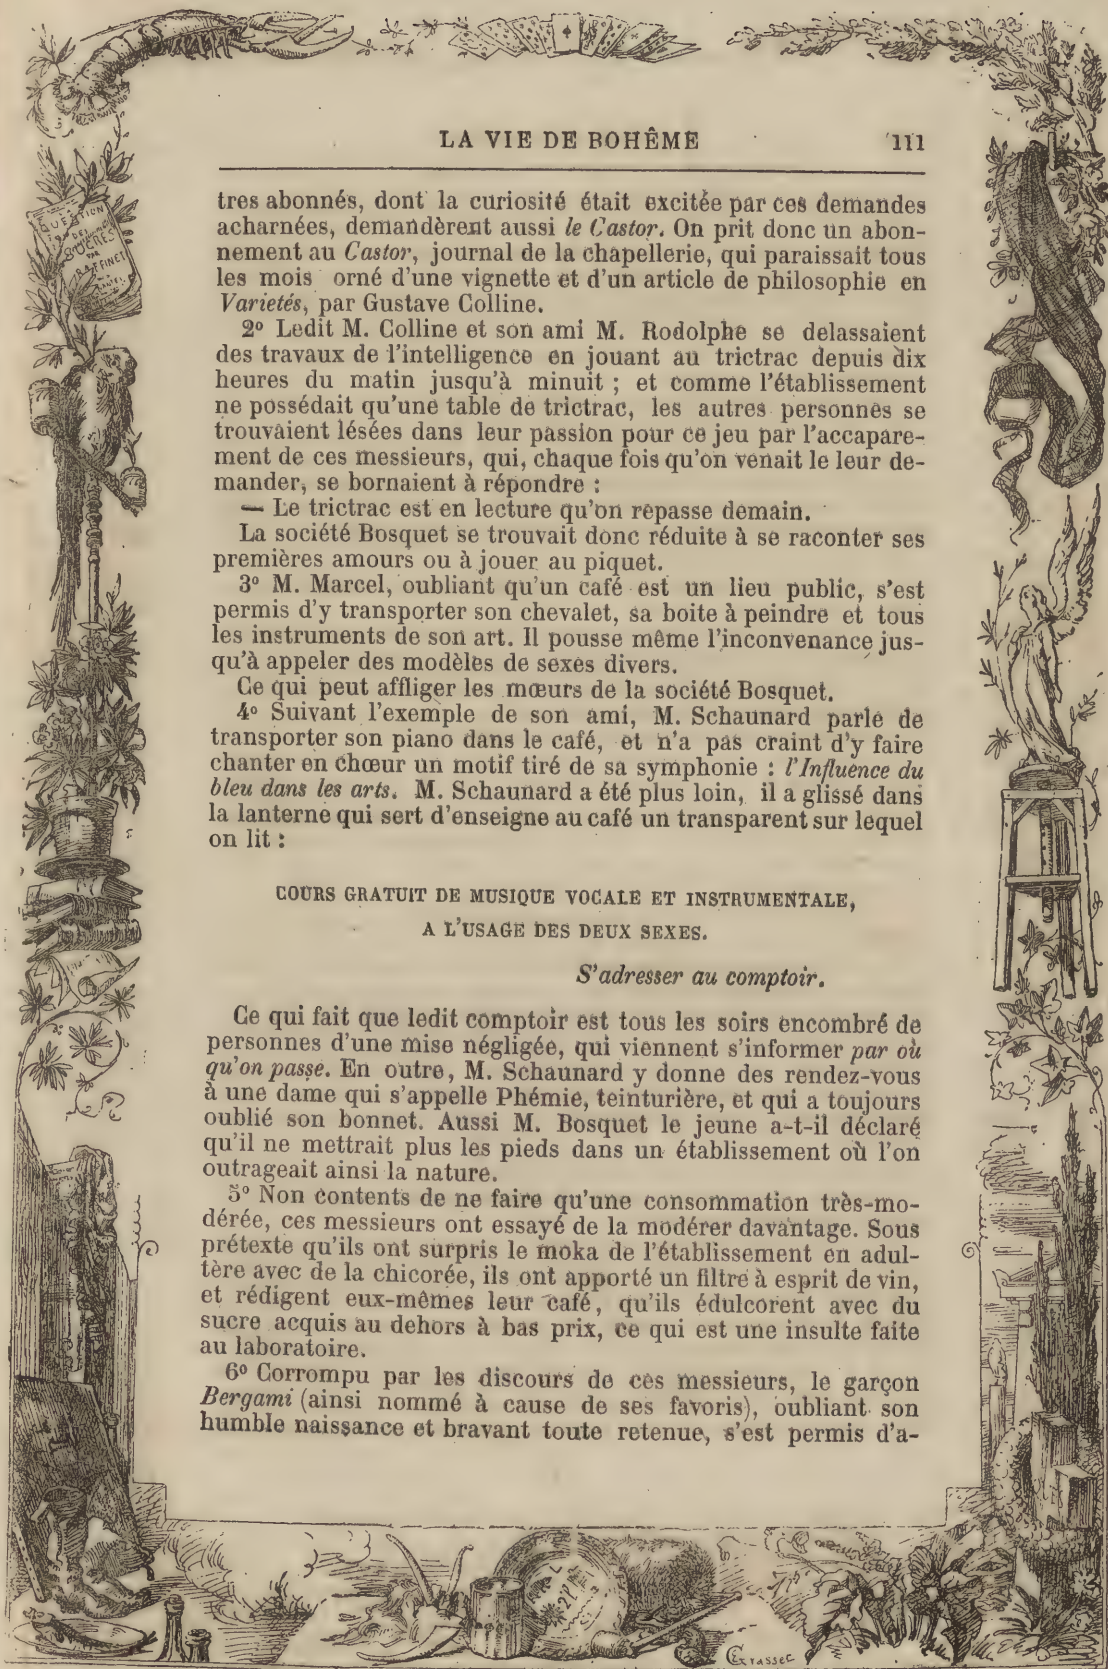 LA VIE DE BOHÊME 111
tres abonnés, dont la curiosité était excitée par ces demandes
acharnées, demandèrent aussi le Castor. On prit donc un abon-
nement au Castor, journal de la chapellerie, qui paraissait tous
les mois orné d'une vignette et d'un article de philosophie en
Varietés, par Gustave Colline.
2º Ledit M. Colline et son ami M. Rodolphe se delassaient
des travaux de l'intelligence en jouant au trictrac depuis dix
heures du matin jusqu'à minuit ; et comme l'établissement
ne possédait qu'une table de trictrac, les autres personnes se
trouvaient lésées dans leur passion pour ce jeu par l'accapare-
ment de ces messieurs, qui, chaque fois qu'on venait le leur de-
mander, se bornaient à répondre :
— Le trictrac est en lecture qu'on repasse demain.
La société Bosquet se trouvait donc réduite à se raconter ses
premières amours ou à jouer au piquet.
3º M. Marcel, oubliant qu'un café est un lieu public, s'est
permis d'y transporter son chevalet, sa boite à peindre et tous
les instruments de son art. Il pousse même l'inconvenance jus-
qu'à appeler des modèles de sexes divers.
Ce qui peut affliger les mœurs de la société Bosquet.
4º Suivant l'exemple de son ami, M. Schaunard parle de
transporter son piano dans le café, et n'a pas craint d'y faire
chanter en chœur un motif tiré de sa symphonie : l'Influence du
bleu dans les arts. M. Schaunard a été plus loin, il a glissé dans
la lanterne qui sert d'enseigne au café un transparent sur lequel
on lit :
COURS GRATUIT DE MUSIQUE VOCALE ET INSTRUMENTALE,
A L'USAGE DES DEUX SEXES.
S'adresser au comptoir.
Ce qui fait que ledit comptoir est tous les soirs encombré de
personnes d'une mise négligée, qui viennent s'informer par où
qu'on passe. En outre, M. Schaunard y donne des rendez-vous
à une dame qui s'appelle Phémie, teinturière, et qui a toujours
oublié son bonnet. Aussi M. Bosquet le jeune a-t-il déclaré
qu'il ne mettrait plus les pieds dans un établissement où l'on
outrageait ainsi la nature.
5º Non contents de ne faire qu'une consommation très-mo-
dérée, ces messieurs ont essayé de la modérer davantage. Sous
prétexte qu'ils ont surpris le moka de l'établissement en adul-
tère avec de la chicorée, ils ont apporté un filtre à esprit de vin,
et rédigent eux-mêmes leur café, qu'ils édulcorent avec du
sucre acquis au dehors à bas prix, ce qui est une insulte faite
au laboratoire.
6º Corrompu par les discours de ces messieurs, le garçon
Bergami (ainsi nommé à cause de ses favoris), oubliant son
humble naissance et bravant toute retenue, s'est permis d'a-
QUESTION
DES
SUCRES
PAR
RAFFINET
EGrasset